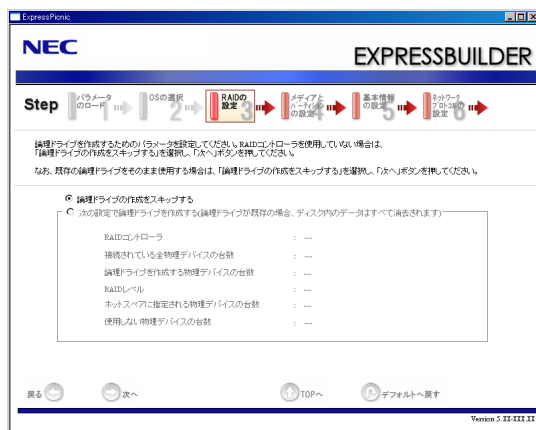 ExpressPicnic
NEC
EXPRESSBUILDER
Step
パラメータ
のロード 1
OSの選択
2
RAIDの
設定 3
メディアと
パーティション
の設定 4
基本情報
の設定 5
ネットワーク
プロトコルの
設定 6
論理ドライブを作成するためのパラメータを設定してください。RAIDコントローラを使用していない場合は、
「論理ドライブの作成をスキップする」を選択し、「次へ」ボタンを押してください。
なお、既存の論理ドライブをそのまま使用する場合は、「論理ドライブの作成をスキップする」を選択し、「次へ」ボタンを押してください。
論理ドライブの作成をスキップする
次の設定で論理ドライブを作成する(論理ドライブが既存の場合、ディスク内のデータはすべて消去されます)
RAIDコントローラ : ---
接続されている全物理デバイスの台数 : ---
論理ドライブを作成する物理デバイスの台数 : ---
RAIDレベル : ---
ホットスペアに指定される物理デバイスの台数 : ---
使用しない物理デバイスの台数 : ---
戻る 次へ TOPへ デフォルトへ戻す
Version 5.XX-XXX.XX